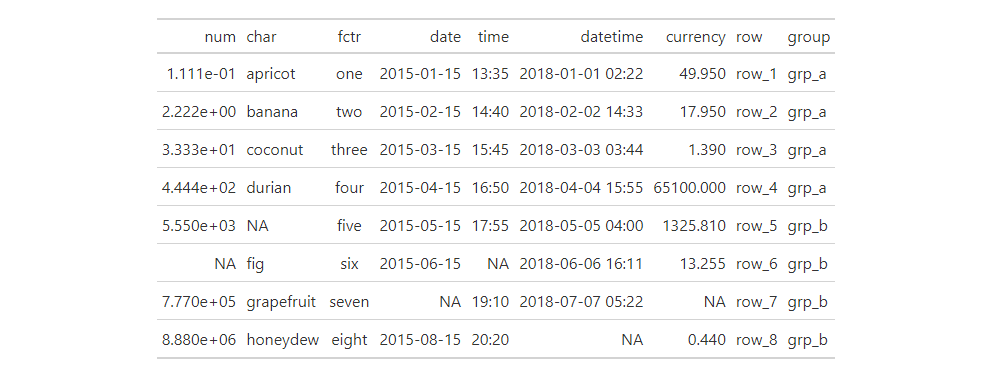 num char fctr date time datetime currency row group
1.111e-01 apricot one 2015-01-15 13:35 2018-01-01 02:22 49.950 row_1 grp_a
2.222e+00 banana two 2015-02-15 14:40 2018-02-02 14:33 17.950 row_2 grp_a
3.333e+01 coconut three 2015-03-15 15:45 2018-03-03 03:44 1.390 row_3 grp_a
4.444e+02 durian four 2015-04-15 16:50 2018-04-04 15:55 65100.000 row_4 grp_a
5.550e+03 NA five 2015-05-15 17:55 2018-05-05 04:00 1325.810 row_5 grp_b
NA fig six 2015-06-15 NA 2018-06-06 16:11 13.255 row_6 grp_b
7.770e+05 grapefruit seven NA 19:10 2018-07-07 05:22 NA row_7 grp_b
8.880e+06 honeydew eight 2015-08-15 20:20 NA 0.440 row_8 grp_b